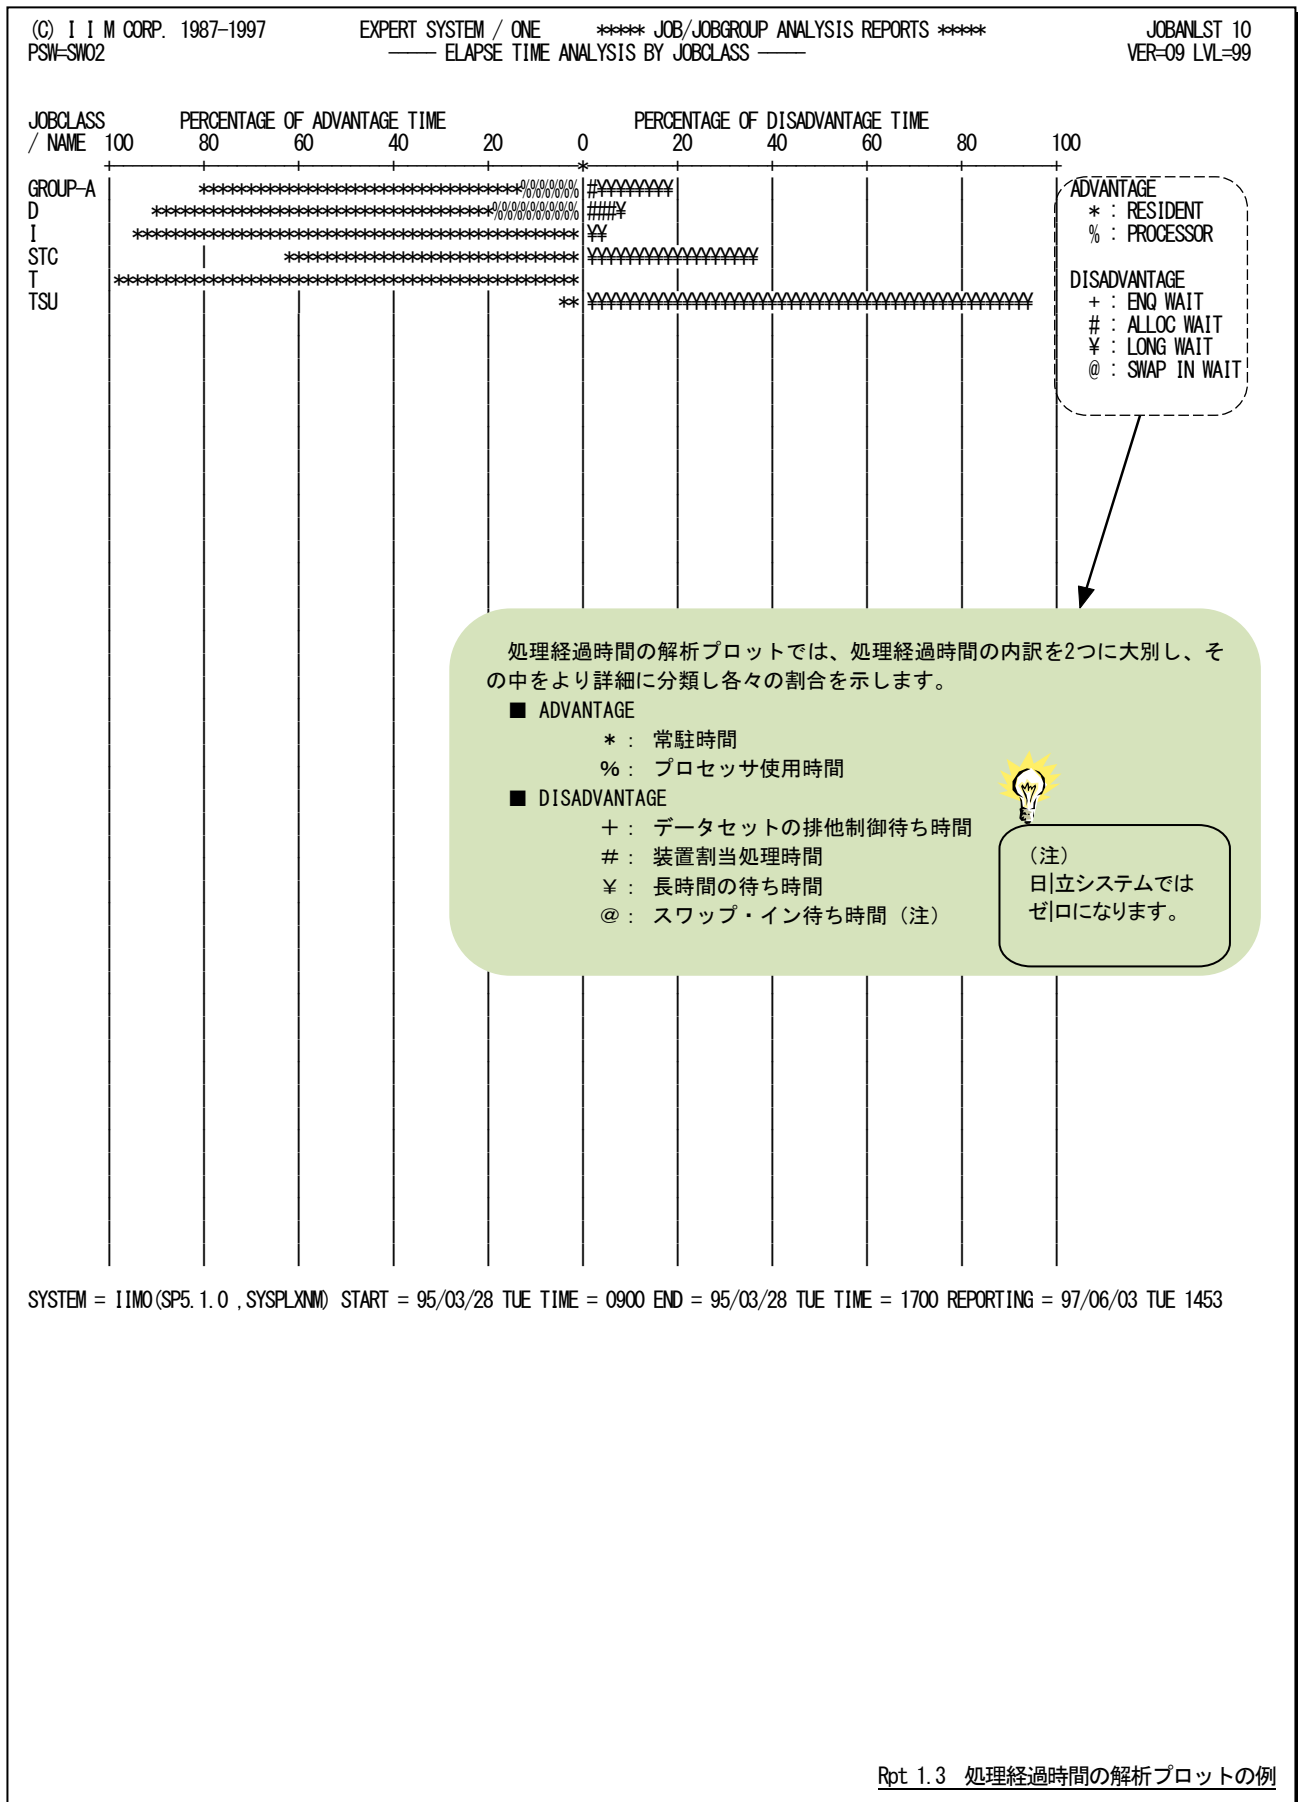 (C) I I M CORP. 1987-1997 EXPERT SYSTEM / ONE ***** JOB/JOBGROUP ANALYSIS REPORTS ***** JOBANLST 10
PSW=SW02 ----- ELAPSE TIME ANALYSIS BY JOBCLASS ----- VER=09 LVL=99
JOBCLASS PERCENTAGE OF ADVANTAGE TIME PERCENTAGE OF DISADVANTAGE TIME
/ NAME 100 80 60 40 20 0 20 40 60 80 100
GROUP-A **********************************%%%%%% #¥¥¥¥¥¥¥¥
D ************************************%%%%%%%%% ###¥
I *********************************************** ¥¥
STC ******************************* ¥¥¥¥¥¥¥¥¥¥¥¥¥¥¥¥¥¥
T *************************************************
TSU ** ¥¥¥¥¥¥¥¥¥¥¥¥¥¥¥¥¥¥¥¥¥¥¥¥¥¥¥¥¥¥¥¥¥¥¥¥¥¥¥¥¥¥¥¥¥¥¥
ADVANTAGE
* : RESIDENT
% : PROCESSOR
DISADVANTAGE
+ : ENQ WAIT
# : ALLOC WAIT
¥ : LONG WAIT
@ : SWAP IN WAIT
処理経過時間の解析プロットでは、処理経過時間の内訳を2つに大別し、そ
の中をより詳細に分類し各々の割合を示します。
■ ADVANTAGE
* : 常駐時間
% : プロセッサ使用時間
■ DISADVANTAGE
+ : データセットの排他制御待ち時間
# : 装置割当処理時間
¥ : 長時間の待ち時間
@ : スワップ・イン待ち時間（注）
（注）
日|立システムでは
ゼ|ロになります。
SYSTEM = IIMO(SP5.1.0 ,SYSPLXNM) START = 95/03/28 TUE TIME = 0900 END = 95/03/28 TUE TIME = 1700 REPORTING = 97/06/03 TUE 1453
Rpt 1.3 処理経過時間の解析プロットの例